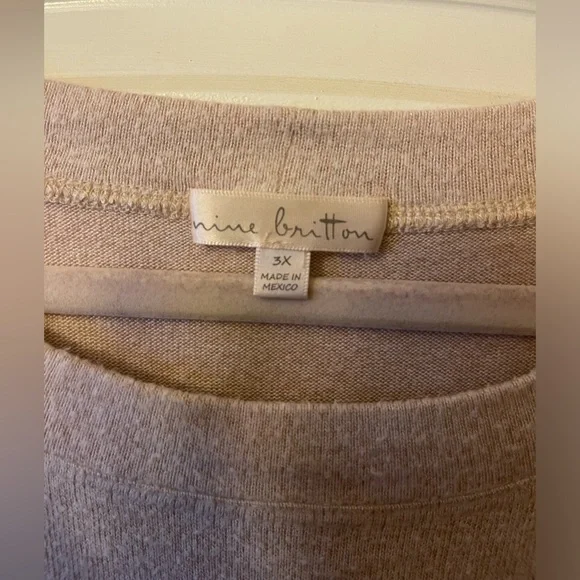 nine britton
3X
MADE IN
MEXICO